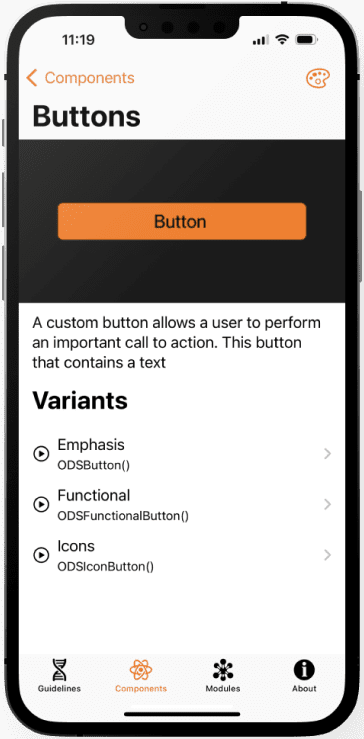 11:19
Components
Buttons
Button
A custom button allows a user to perform
an important call to action. This button
that contains a text
Variants
Emphasis
ODSButton()
Functional
ODSFunctionalButton()
Icons
ODSIconButton()
Guidelines
Components
Modules
About